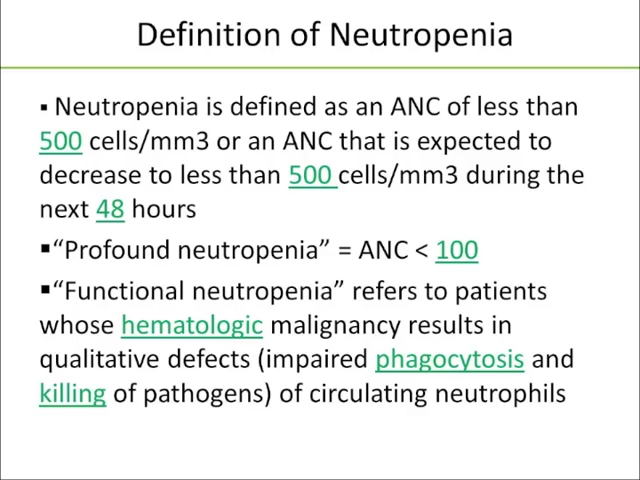 Definition of Neutropenia
▪ Neutropenia is defined as an ANC of less than
500 cells/mm3 or an ANC that is expected to
decrease to less than 500 cells/mm3 during the
next 48 hours
▪“Profound neutropenia” = ANC < 100
▪“Functional neutropenia” refers to patients
whose hematologic malignancy results in
qualitative defects (impaired phagocytosis and
killing of pathogens) of circulating neutrophils